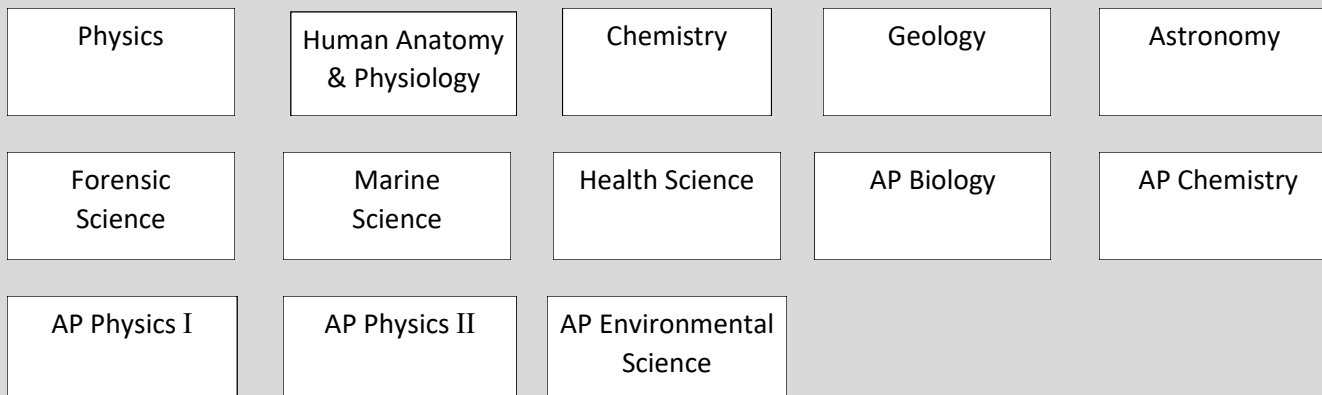 Physics
Human Anatomy
& Physiology
Chemistry
Geology
Astronomy
Forensic
Science
Marine
Science
Health Science
AP Biology
AP Chemistry
AP Physics I
AP Physics II
AP Environmental
Science